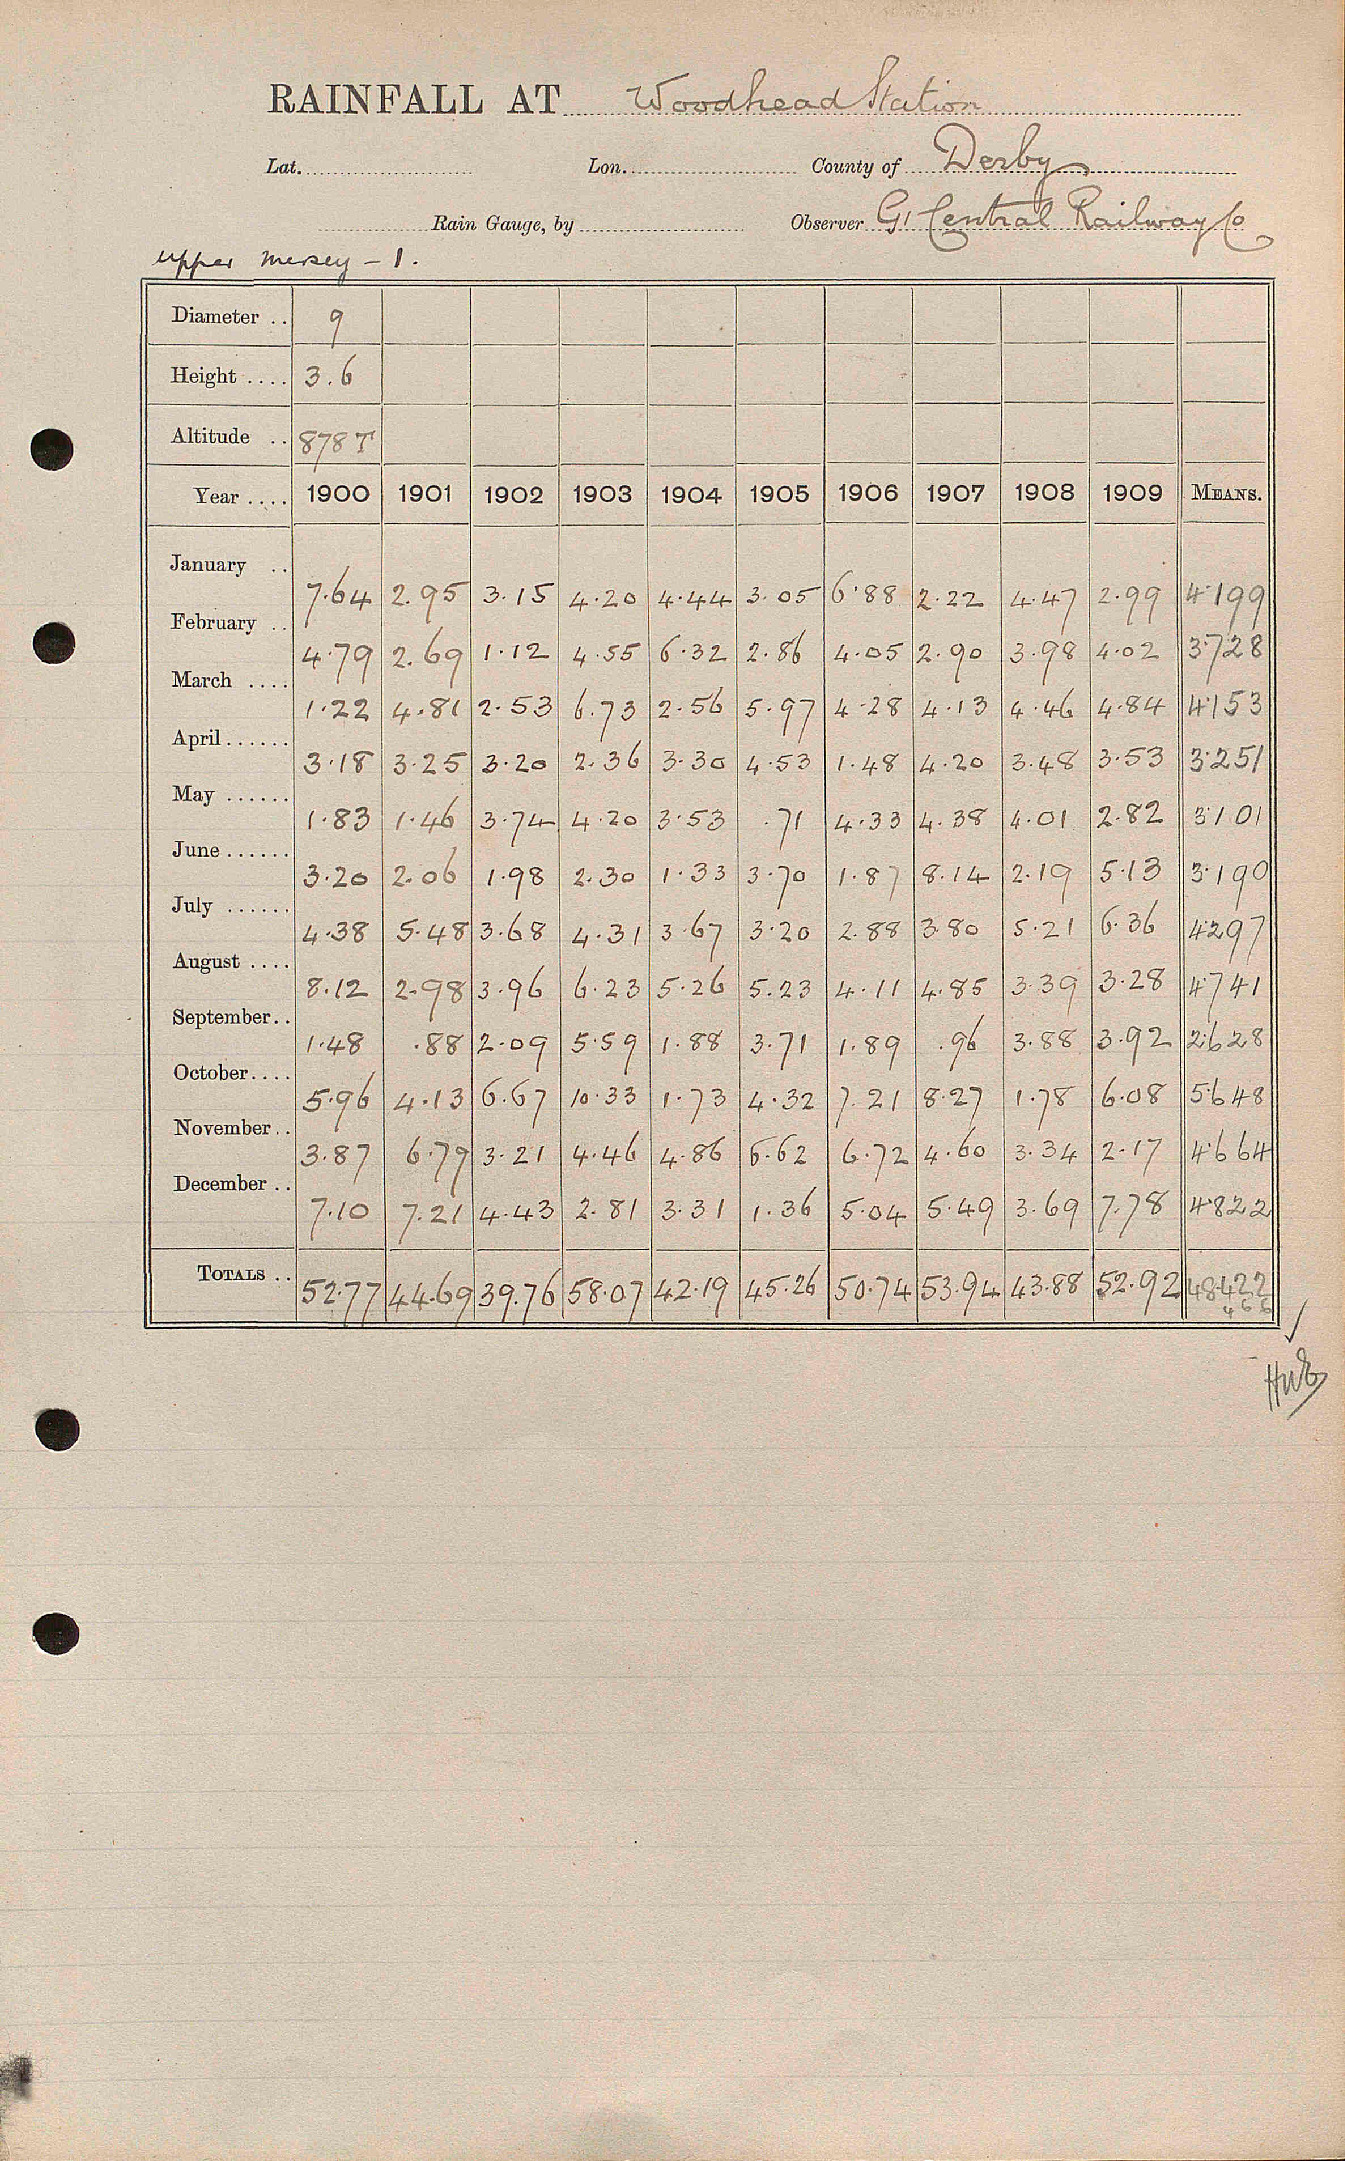 RAINFALL AT Woodhead Station
Lat. Lon. County of Derby
Rain Gauge, by Observer Gt Central Railway Co
Upper Mersey - 1.
Diameter .. 9
Height .... 3.6
Altitude .. 878 T
Year .... 1900 1901 1902 1903 1904 1905 1906 1907 1908 1909 MEANS.
January .. 7.64 2.95 3.15 4.20 4.44 3.05 6.88 2.22 4.47 2.99 4.199
February .. 4.79 2.69 1.12 4.55 6.32 2.86 4.05 2.90 3.98 4.02 3.728
March .... 1.22 4.81 2.53 6.73 2.56 5.97 4.28 4.13 4.46 4.84 4.153
April ...... 3.18 3.25 3.20 2.36 3.30 4.53 1.48 4.20 3.48 3.53 3.251
May ...... 1.83 1.46 3.74 4.20 3.53 .71 4.33 4.38 4.01 2.82 3.101
June ...... 3.20 2.06 1.98 2.30 1.33 3.70 1.87 8.14 2.19 5.13 3.190
July ...... 4.38 5.48 3.68 4.31 3.67 3.20 2.88 3.80 5.21 6.36 4.297
August .... 8.12 2.98 3.96 6.23 5.26 5.23 4.11 4.85 3.39 3.28 4.741
September .. 1.48 .88 2.09 5.59 1.88 3.71 1.89 .96 3.88 3.92 2.628
October .... 5.96 4.13 6.67 10.33 1.73 4.32 7.21 8.27 1.78 6.08 5.648
November .. 3.87 6.79 3.21 4.46 4.86 6.62 6.72 4.60 3.34 2.17 4.664
December .. 7.10 7.21 4.43 2.81 3.31 1.36 5.04 5.49 3.69 7.78 4.822
TOTALS .. 52.77 44.69 39.76 58.07 42.19 45.26 50.74 53.94 43.88 52.92 48.422